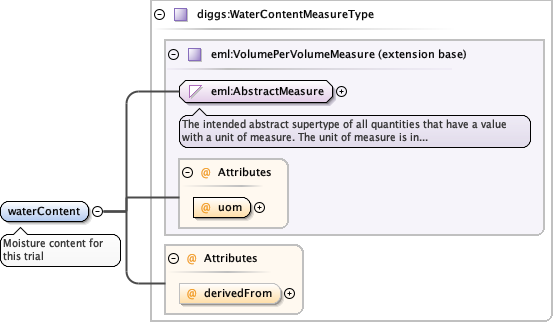 diggs:WaterContentMeasureType
eml:VolumePerVolumeMeasure (extension base)
eml:AbstractMeasure
The intended abstract supertype of all quantities that have a value
with a unit of measure. The unit of measure is in...
@ Attributes
@ uom
waterContent
Moisture content for
this trial
@ Attributes
@ derivedFrom